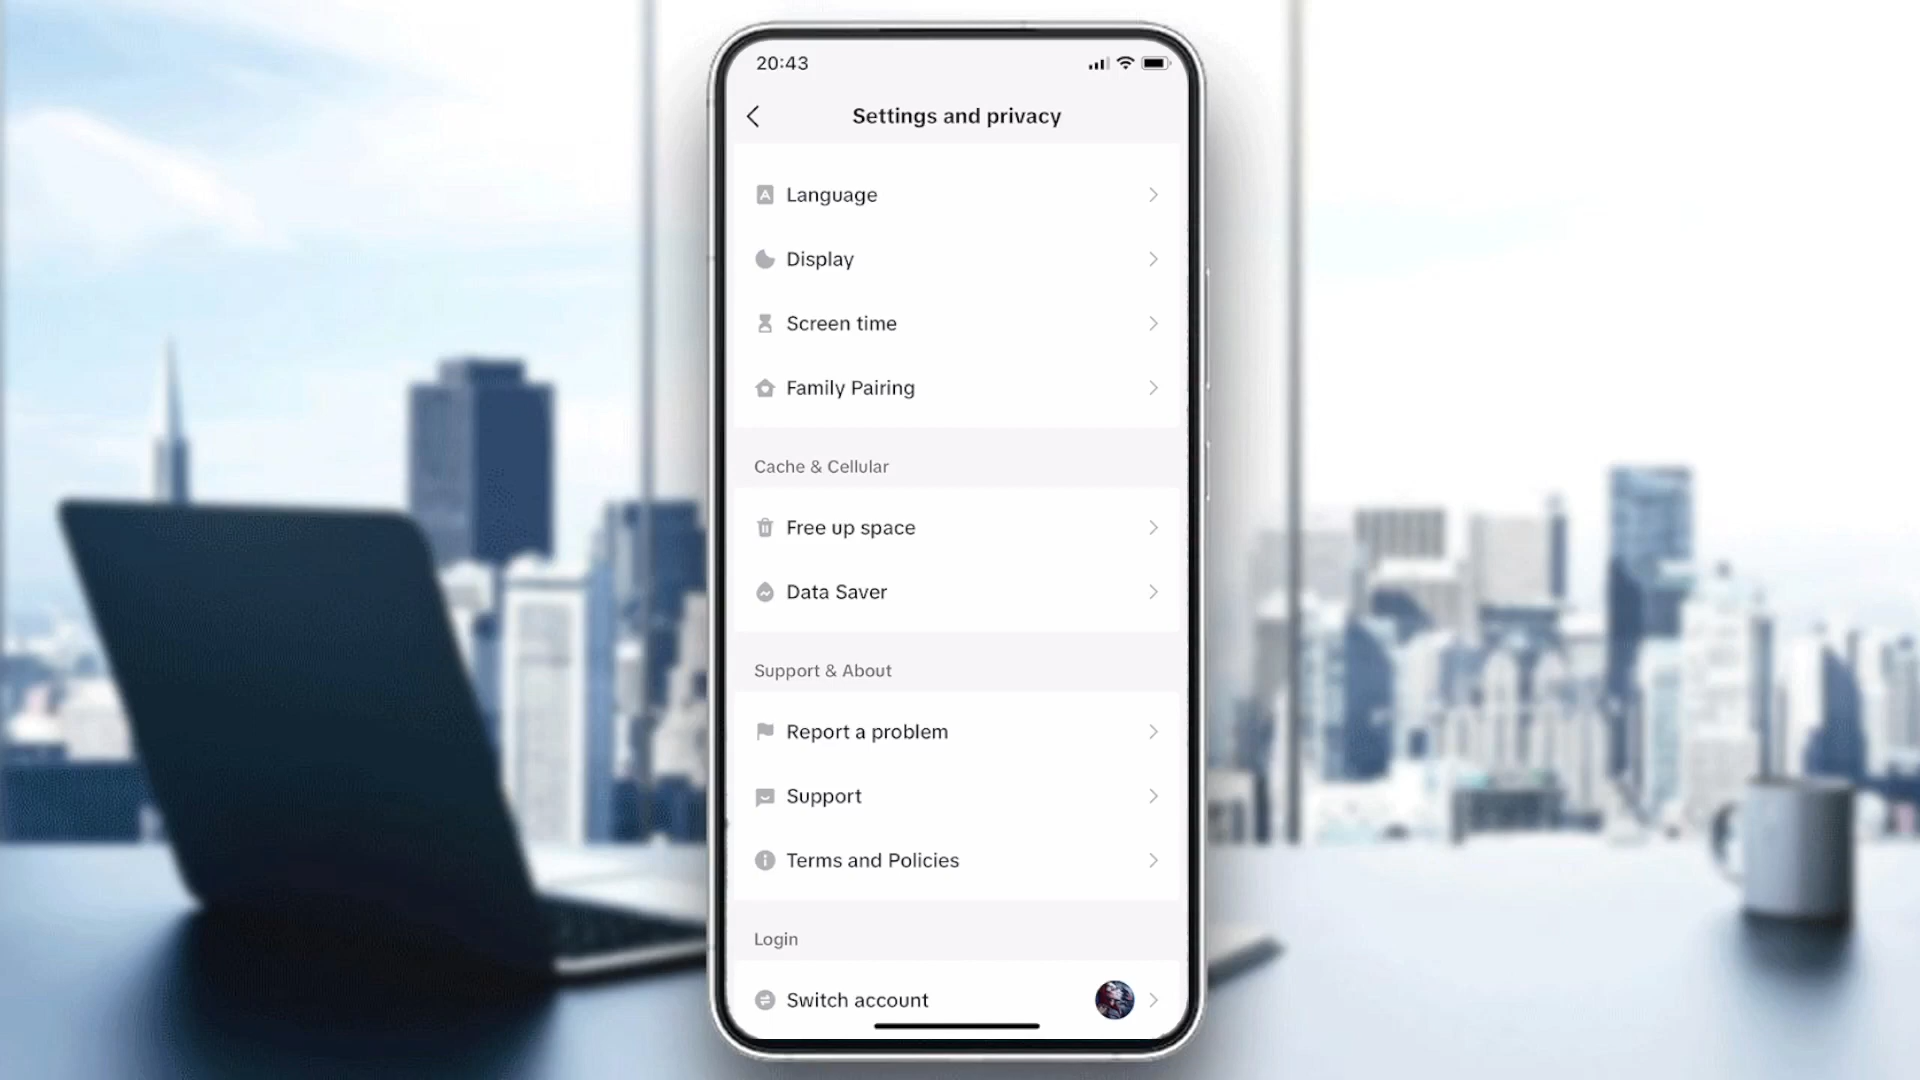 20:43
Settings and privacy
Language
Display
Screen time
Family Pairing
Cache & Cellular
Free up space
Data Saver
Support & About
Report a problem
Support
Terms and Policies
Login
Switch account